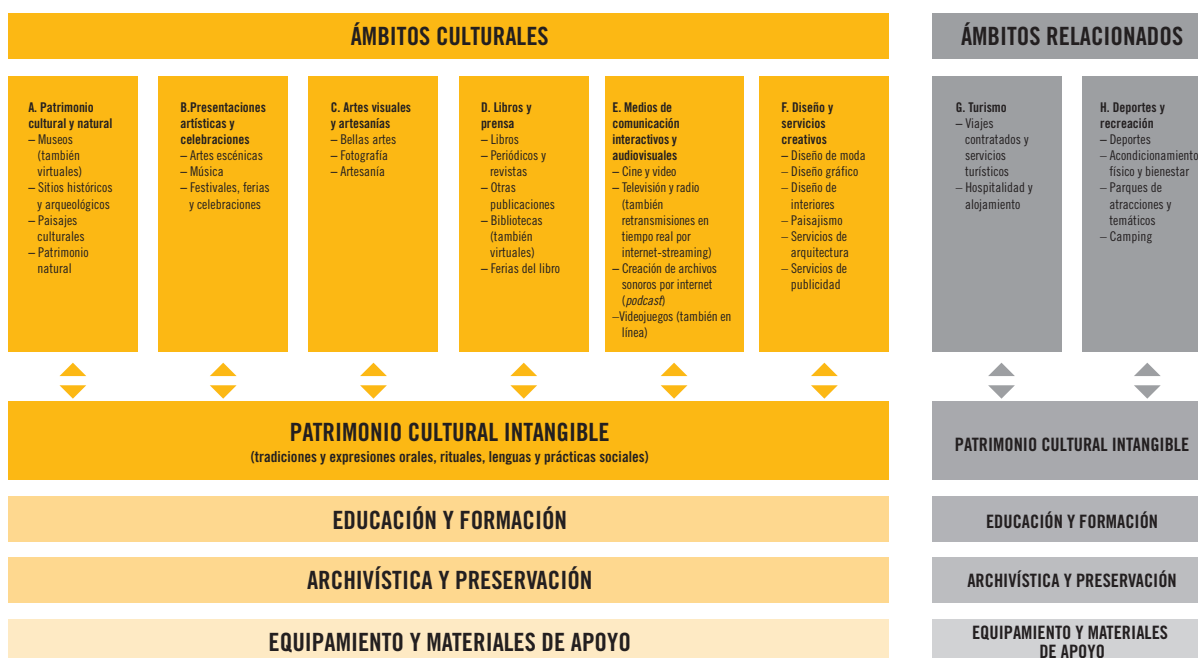 ÁMBITOS CULTURALES
A. Patrimonio
cultural y natural
– Museos
(también
virtuales)
– Sitios históricos
y arqueológicos
– Paisajes
culturales
– Patrimonio
natural
B.Presentaciones
artísticas y
celebraciones
– Artes escénicas
– Música
– Festivales, ferias
y celebraciones
C. Artes visuales
y artesanías
– Bellas artes
– Fotografía
– Artesanía
D. Libros y
prensa
– Libros
– Periódicos y
revistas
– Otras
publicaciones
– Bibliotecas
(también
virtuales)
– Ferias del libro
E. Medios de
comunicación
interactivos y
audiovisuales
– Cine y video
– Televisión y radio
(también
retransmisiones en
tiempo real por
internet-streaming)
– Creación de archivos
sonoros por internet
(podcast)
–Videojuegos (también en
línea)
F. Diseño y
servicios
creativos
– Diseño de moda
– Diseño gráfico
– Diseño de
interiores
– Paisajismo
– Servicios de
arquitectura
– Servicios de
publicidad
PATRIMONIO CULTURAL INTANGIBLE
(tradiciones y expresiones orales, rituales, lenguas y prácticas sociales)
EDUCACIÓN Y FORMACIÓN
ARCHIVÍSTICA Y PRESERVACIÓN
EQUIPAMIENTO Y MATERIALES DE APOYO
ÁMBITOS RELACIONADOS
G. Turismo
– Viajes
contratados y
servicios
turísticos
– Hospitalidad y
alojamiento
H. Deportes y
recreación
– Deportes
– Acondicionamiento
físico y bienestar
– Parques de
atracciones y
temáticos
– Camping
PATRIMONIO CULTURAL INTANGIBLE
EDUCACIÓN Y FORMACIÓN
ARCHIVÍSTICA Y PRESERVACIÓN
EQUIPAMIENTO Y MATERIALES
DE APOYO